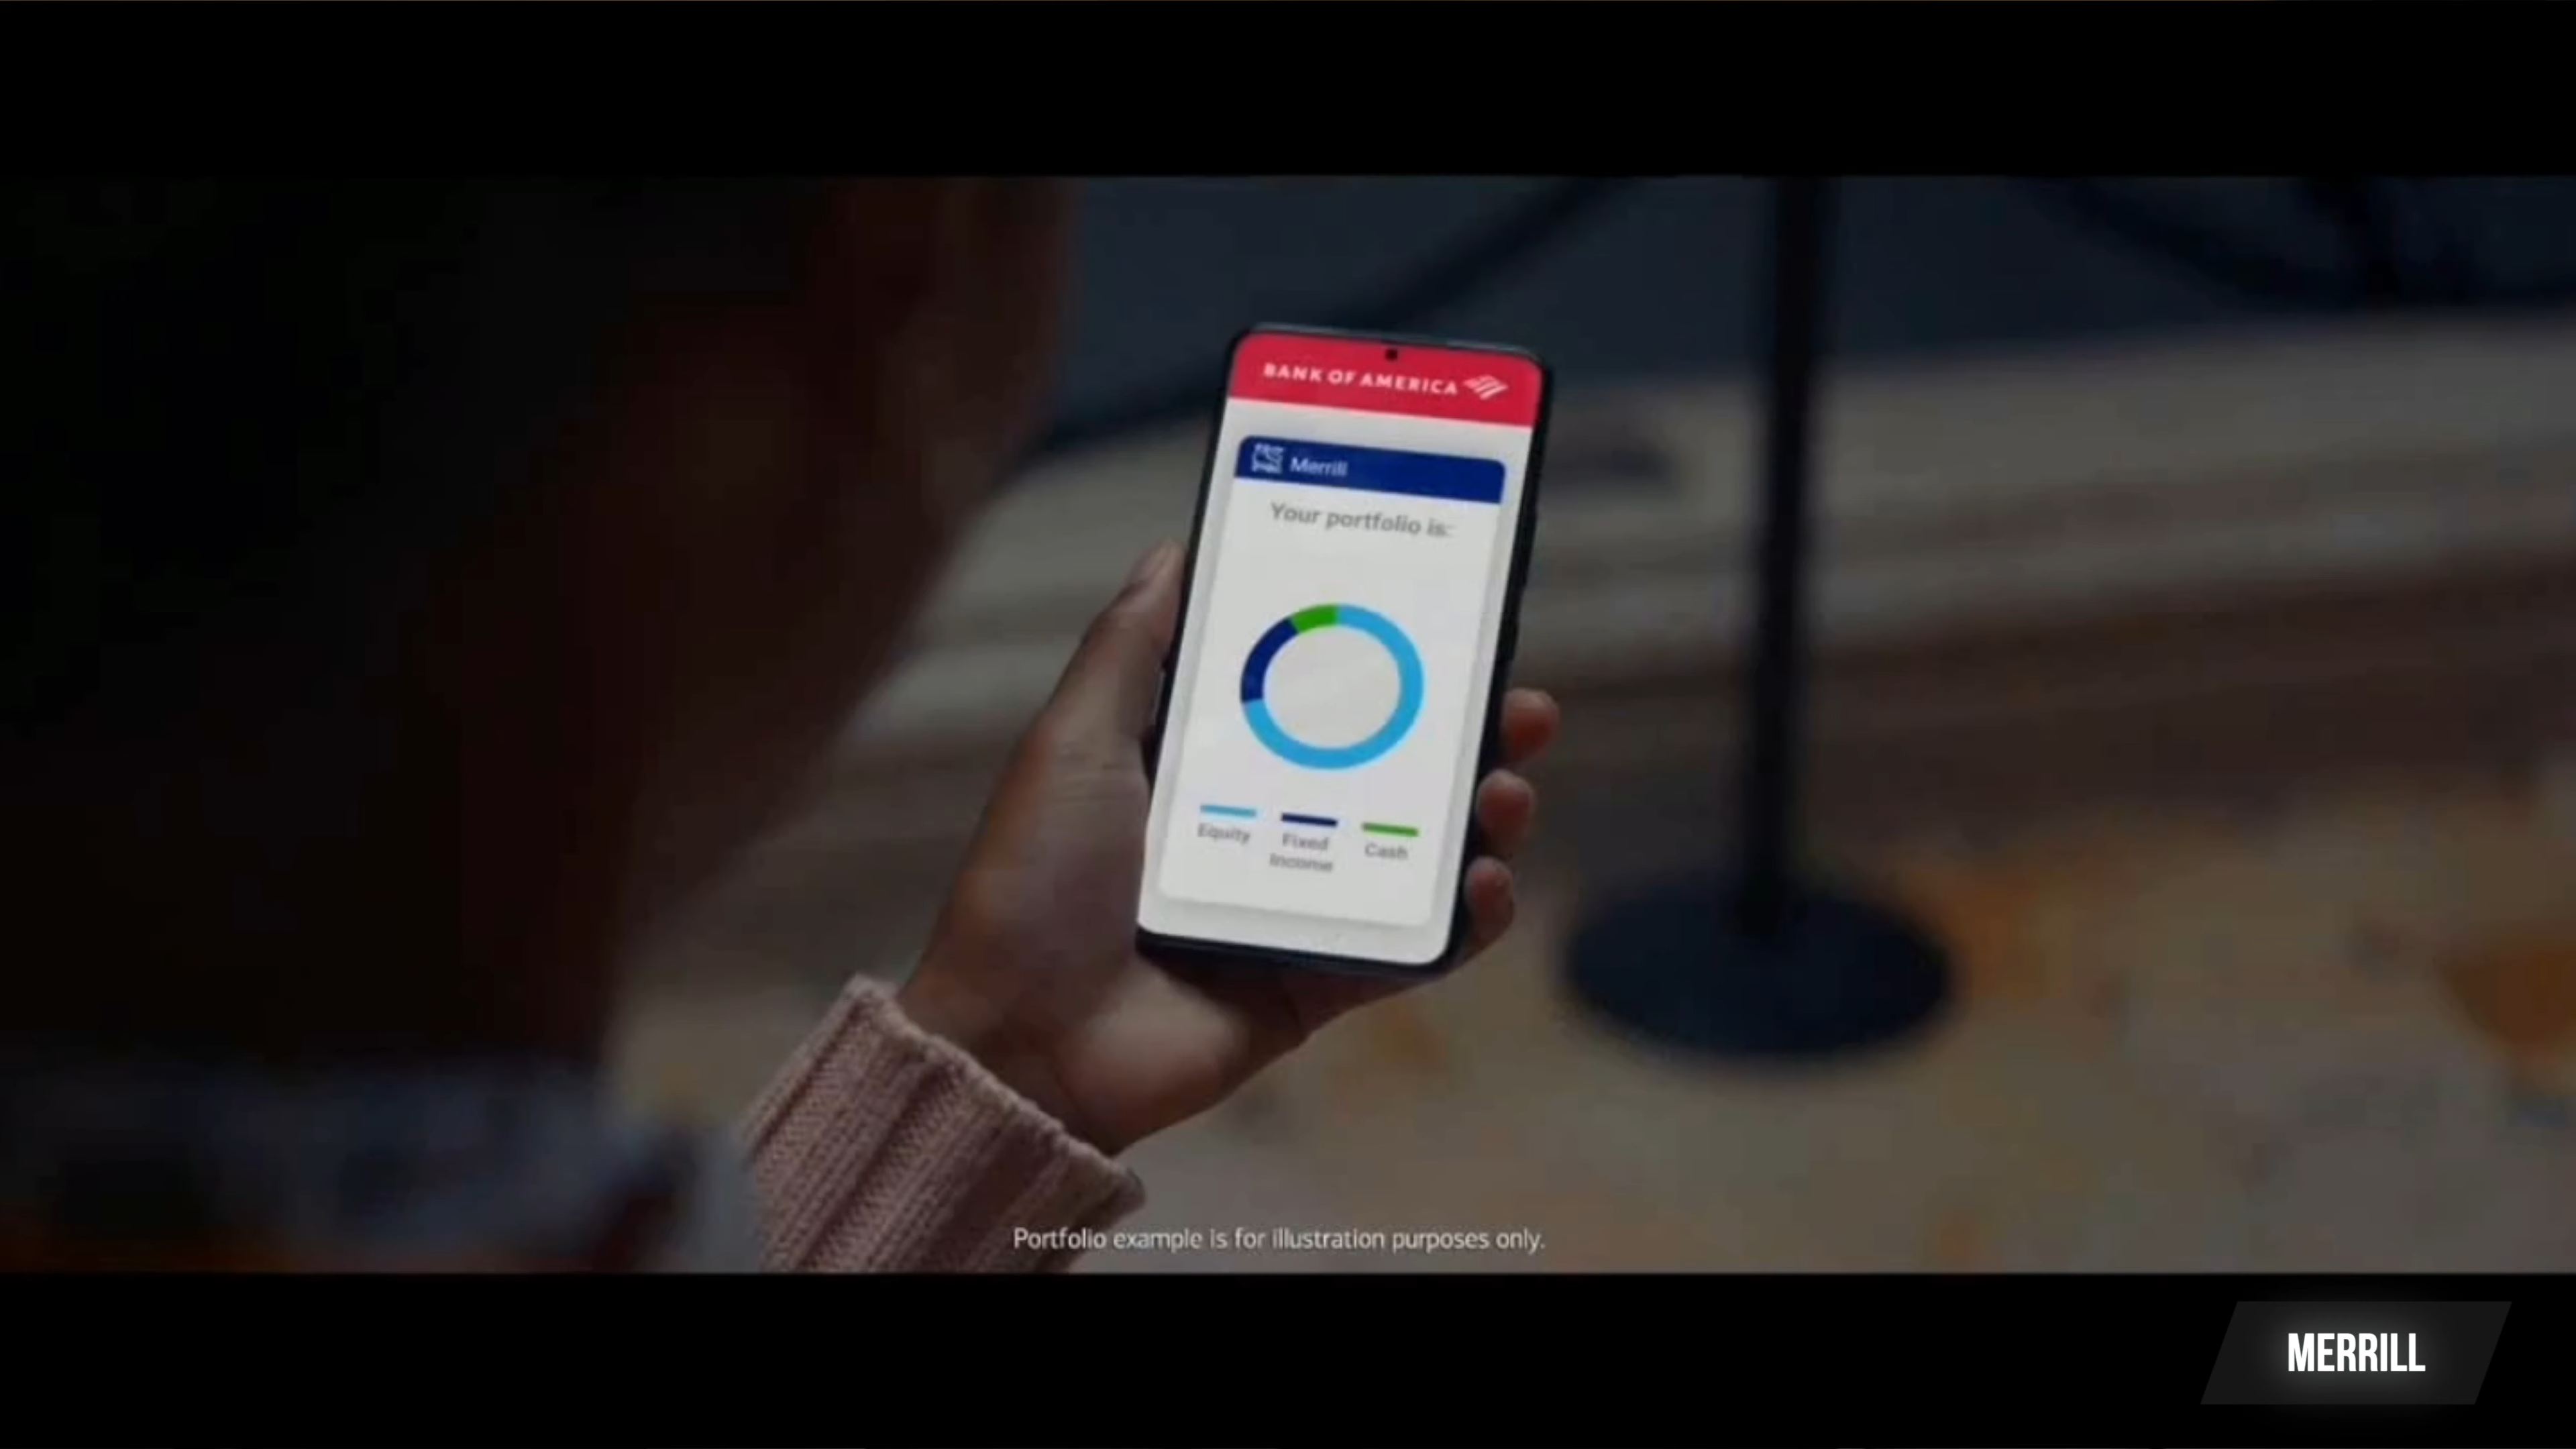 BANK OF AMERICA
Merrill
Your portfolio is:
Equity
Fixed
Income
Cash
Portfolio example is for illustration purposes only.
MERRILL